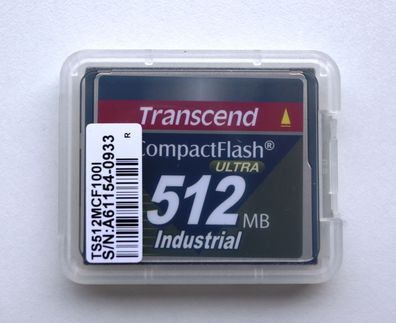 Transcend
CompactFlash®
ULTRA
512 MB
Industrial
TS512MCF100I
S/N:A61154-0933
R